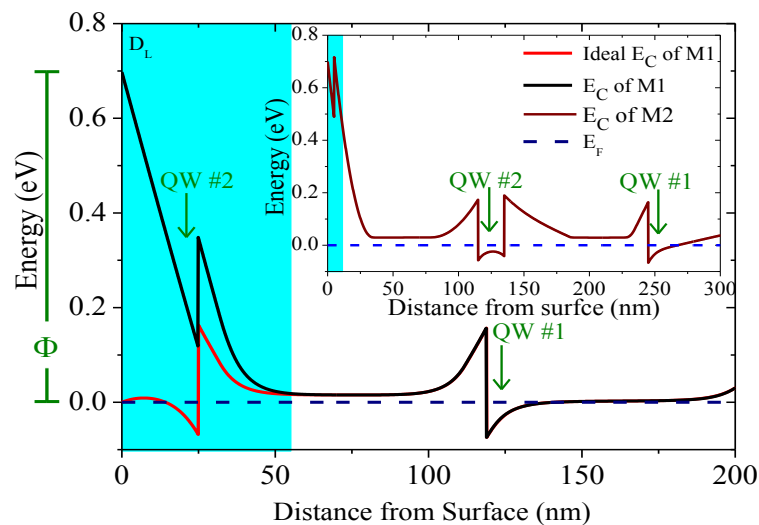 D_L
Ideal E_C of M1
E_C of M1
E_C of M2
E_F
0.8
0.6
0.4
0.2
0.0
Energy (eV)
QW #2
QW #1
0
50
100
150
200
250
300
Distance from surfce (nm)
0.8
0.7
0.6
0.4
0.2
0.0
Energy (eV)
Φ
QW #2
QW #1
0
50
100
150
200
Distance from Surface (nm)